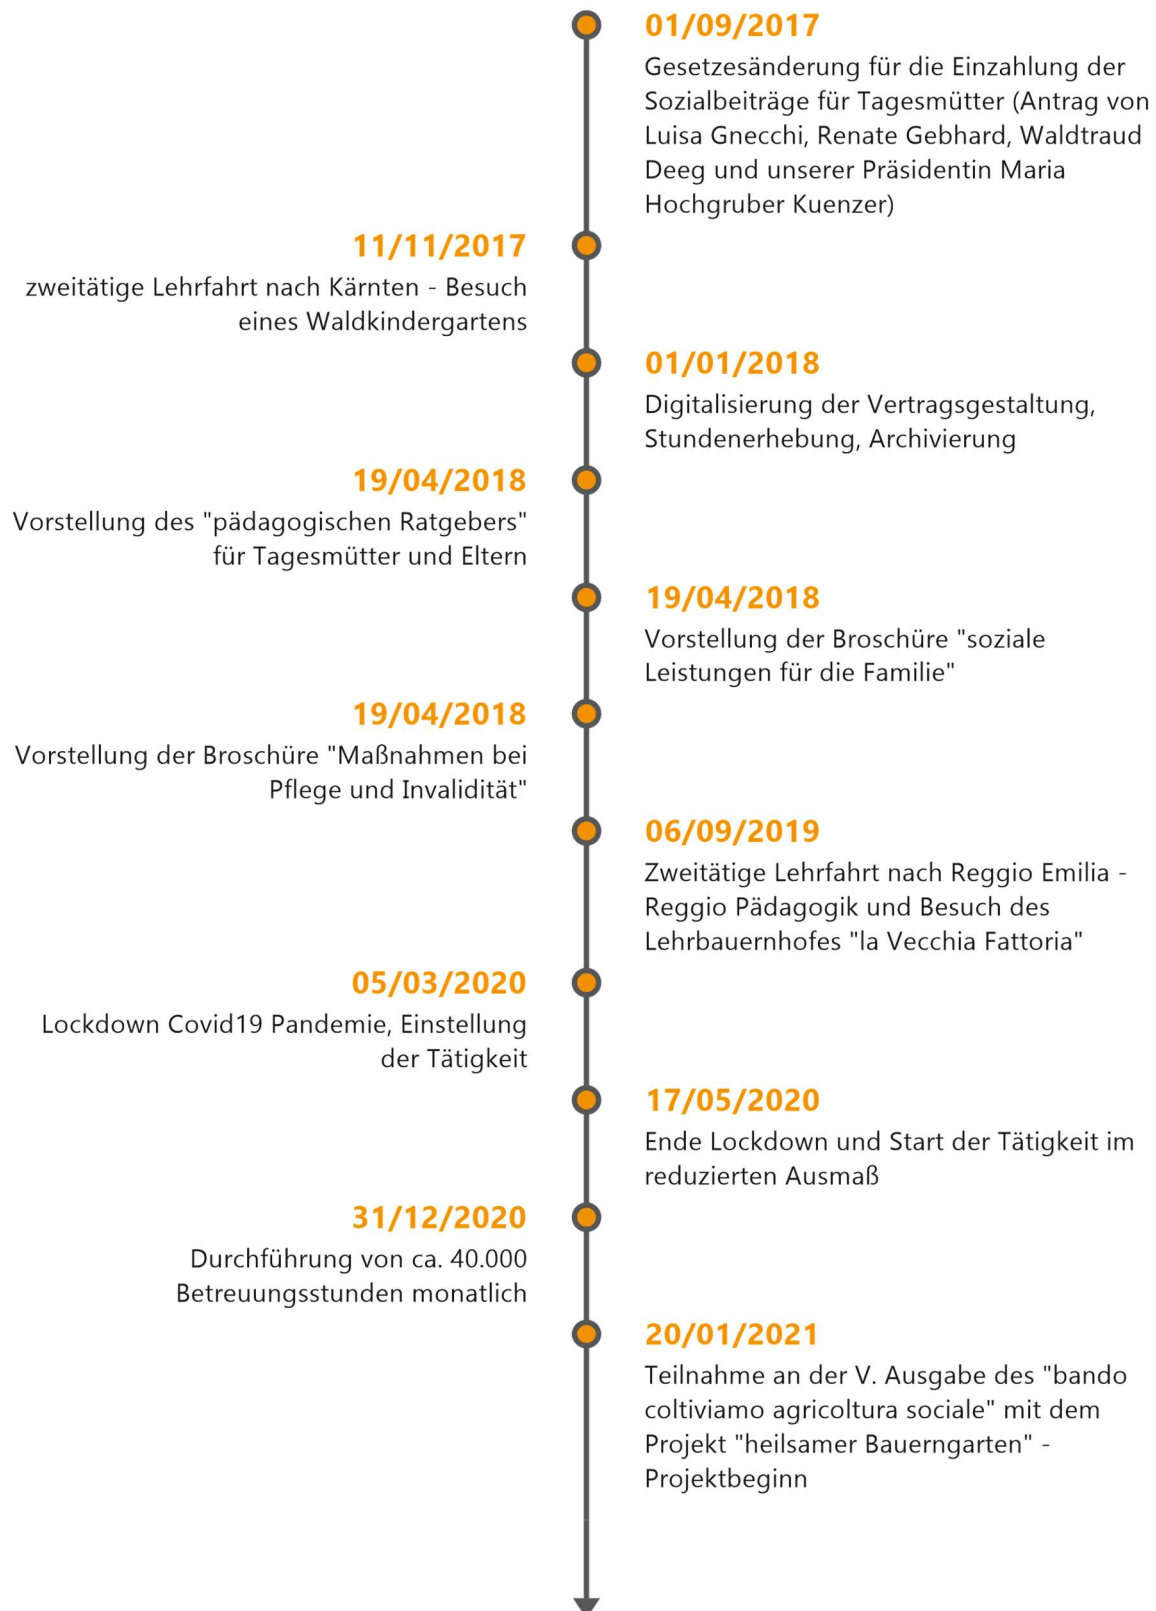 01/09/2017
Gesetzesänderung für die Einzahlung der
Sozialbeiträge für Tagesmütter (Antrag von
Luisa Gnecchi, Renate Gebhard, Waldtraud
Deeg und unserer Präsidentin Maria
Hochgruber Kuenzer)
11/11/2017
zweitätige Lehrfahrt nach Kärnten - Besuch
eines Waldkindergartens
01/01/2018
Digitalisierung der Vertragsgestaltung,
Stundenerhebung, Archivierung
19/04/2018
Vorstellung des "pädagogischen Ratgebers"
für Tagesmütter und Eltern
19/04/2018
Vorstellung der Broschüre "soziale
Leistungen für die Familie"
19/04/2018
Vorstellung der Broschüre "Maßnahmen bei
Pflege und Invalidität"
06/09/2019
Zweitätige Lehrfahrt nach Reggio Emilia -
Reggio Pädagogik und Besuch des
Lehrbauernhofes "la Vecchia Fattoria"
05/03/2020
Lockdown Covid19 Pandemie, Einstellung
der Tätigkeit
17/05/2020
Ende Lockdown und Start der Tätigkeit im
reduzierten Ausmaß
31/12/2020
Durchführung von ca. 40.000
Betreuungsstunden monatlich
20/01/2021
Teilnahme an der V. Ausgabe des "bando
coltiviamo agricoltura sociale" mit dem
Projekt "heilsamer Bauerngarten" -
Projektbeginn